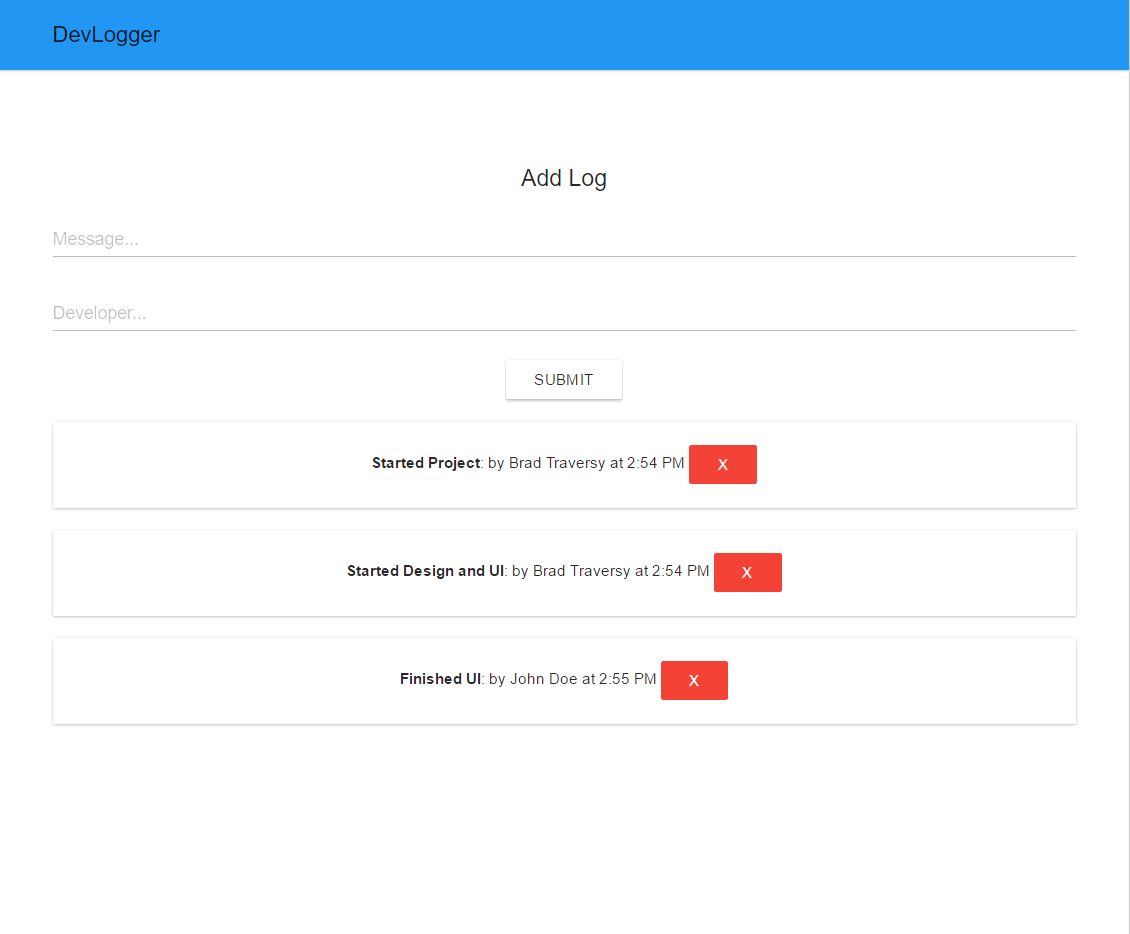 DevLogger
Add Log
Message...
Developer...
SUBMIT
Started Project: by Brad Traversy at 2:54 PM X
Started Design and UI: by Brad Traversy at 2:54 PM X
Finished UI: by John Doe at 2:55 PM X